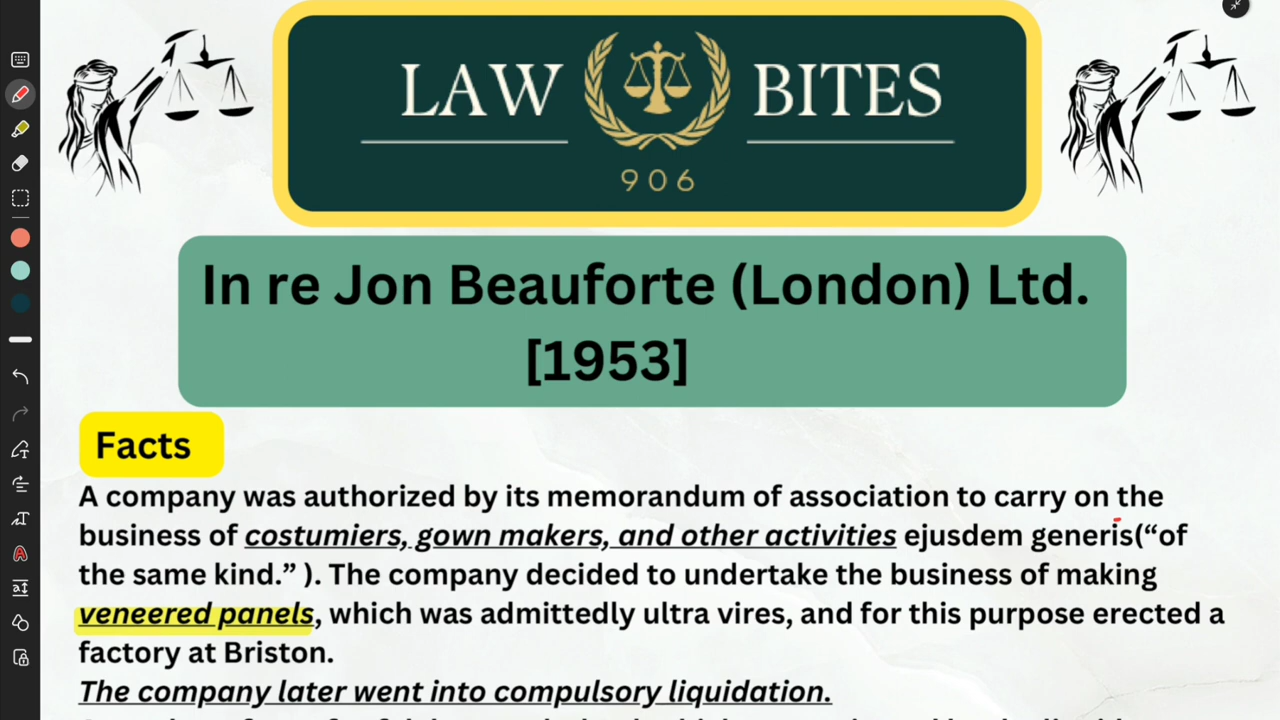 LAW BITES
906
In re Jon Beauforte (London) Ltd.
[1953]
Facts
A company was authorized by its memorandum of association to carry on the
business of costumiers, gown makers, and other activities ejusdem generis(“of
the same kind.” ). The company decided to undertake the business of making
veneered panels, which was admittedly ultra vires, and for this purpose erected a
factory at Briston.
The company later went into compulsory liquidation.